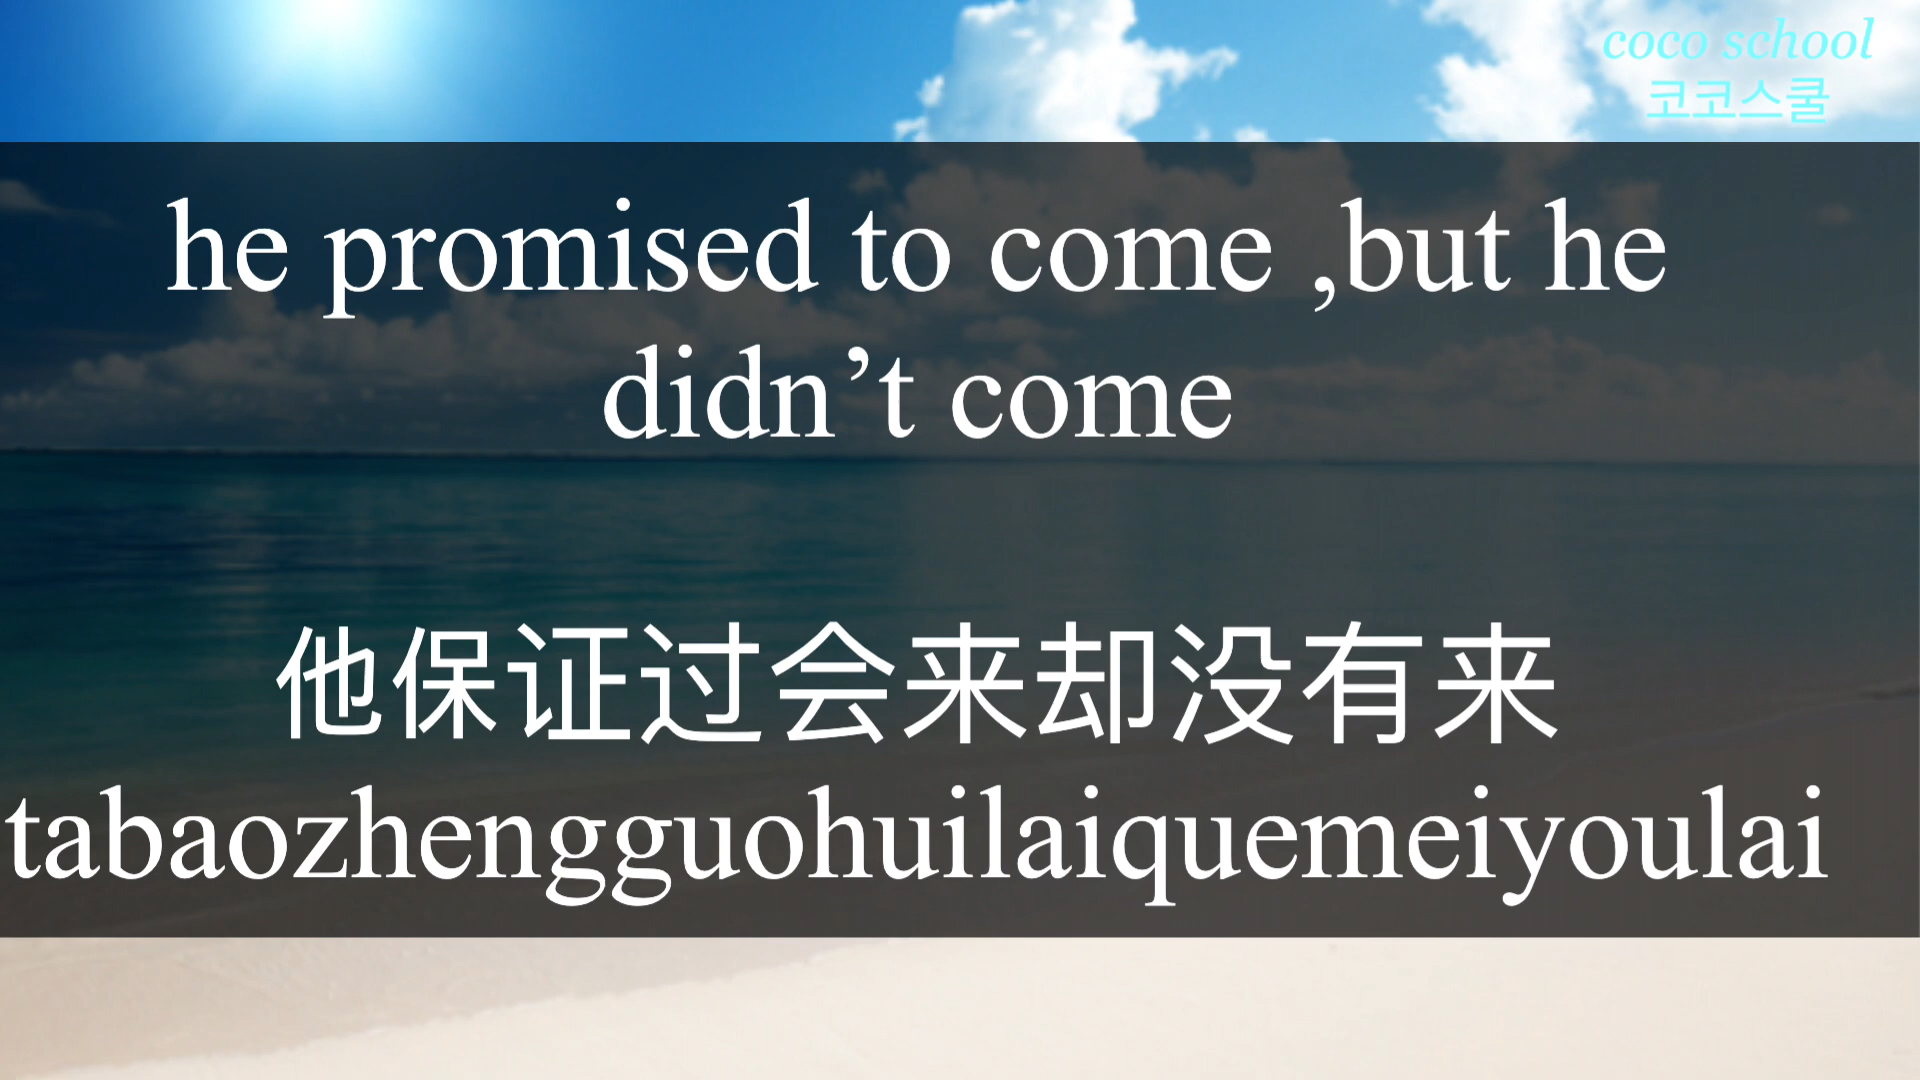 coco school
코코스쿨
he promised to come ,but he
didn’t come
他保证过会来却没有来
tabaozhengguohuilaiquemeiyoulai